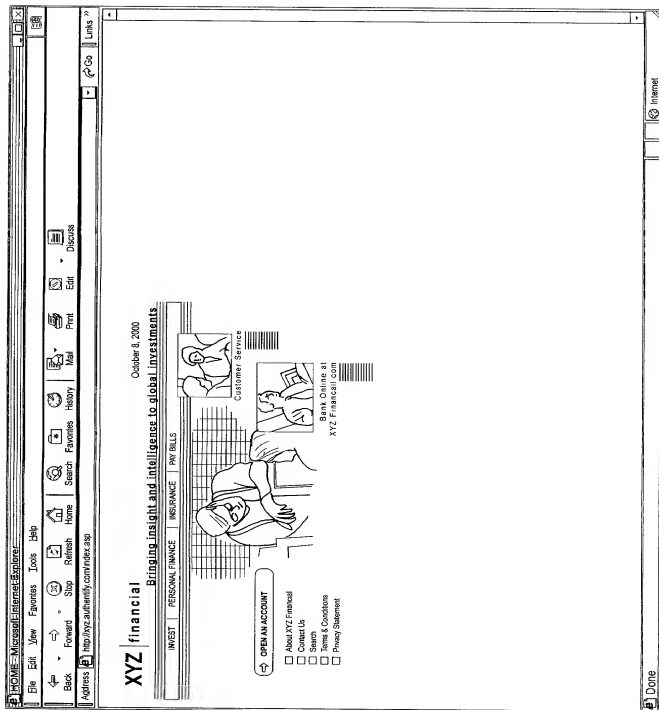 HOME - Microsoft Internet Explorer
File Edit View Favorites Tools Help
Back Forward Stop Refresh Home Search Favorites History Mail Print Edit Discuss
Address http://xyz.authentify.com/index.asp Go Links »
XYZ financial
October 8, 2000
Bringing insight and intelligence to global investments
INVEST PERSONAL FINANCE INSURANCE PAY BILLS
OPEN AN ACCOUNT
About XYZ Financial
Contact Us
Search
Terms & Conditions
Privacy Statement
Customer Service
Bank Online at
XYZ Financail com
Done Internet